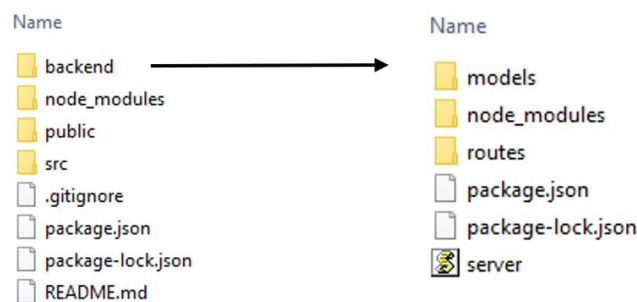 Name
backend
node_modules
public
src
.gitignore
package.json
package-lock.json
README.md
Name
models
node_modules
routes
package.json
package-lock.json
server